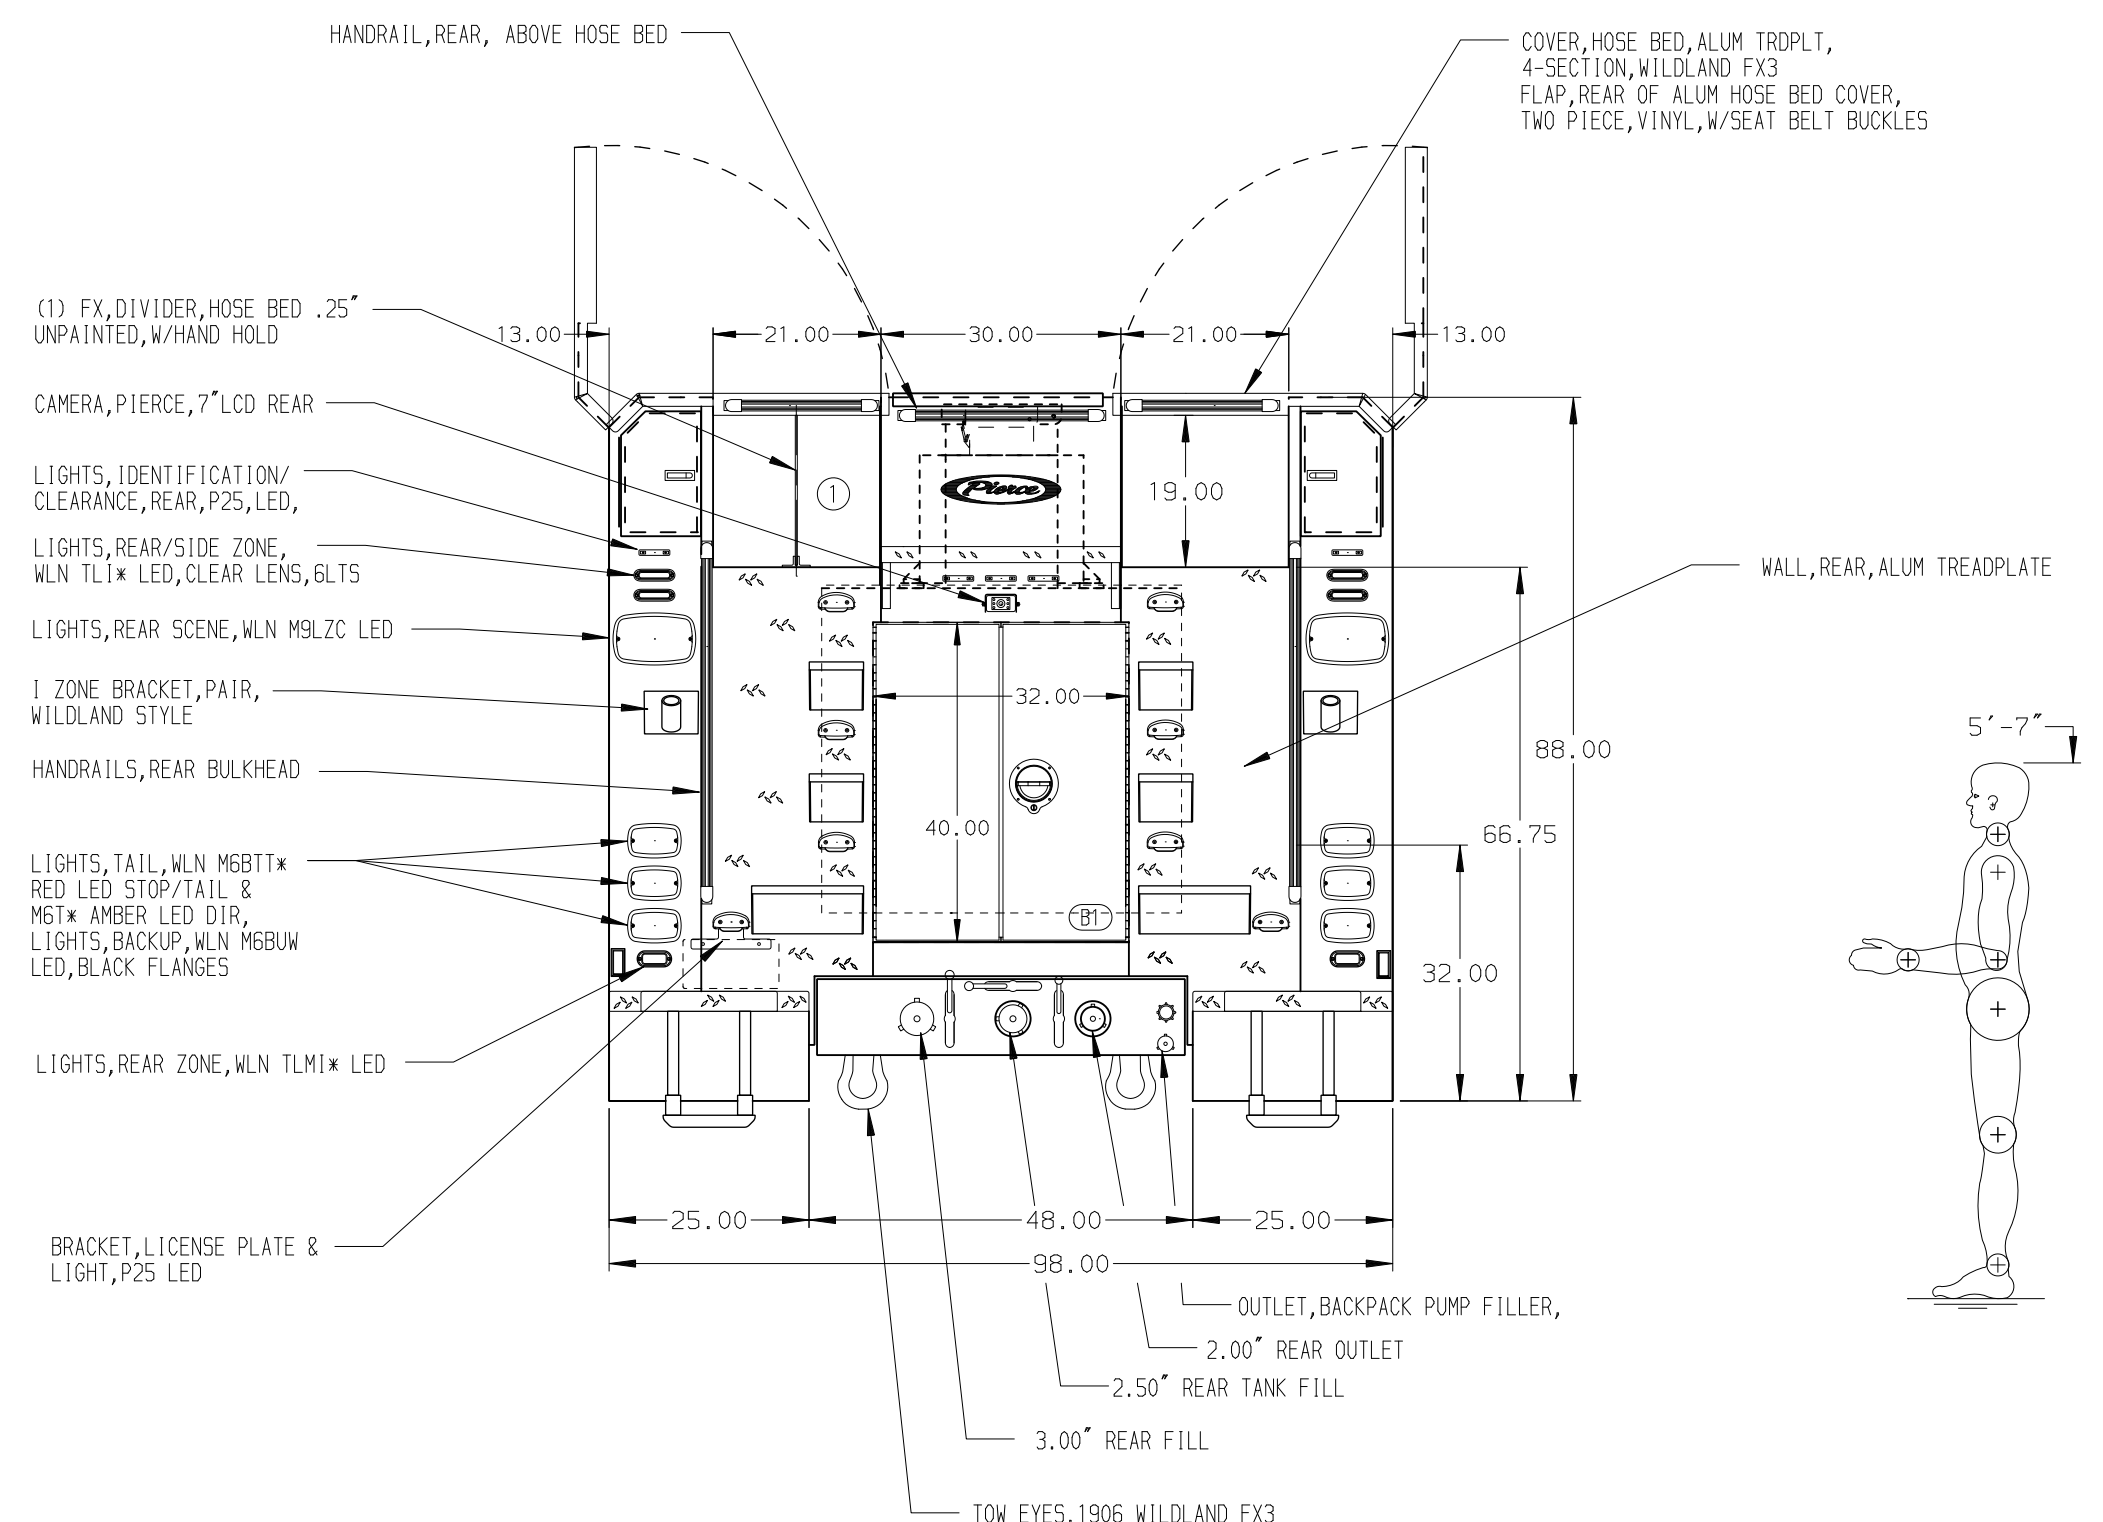 HANDRAIL,REAR, ABOVE HOSE BED
COVER,HOSE BED,ALUM TRDPLT,
4-SECTION,WILDLAND FX3
FLAP,REAR OF ALUM HOSE BED COVER,
TWO PIECE,VINYL,W/SEAT BELT BUCKLES
(1) FX,DIVIDER,HOSE BED .25"
UNPAINTED,W/HAND HOLD
13.00
21.00
30.00
21.00
13.00
CAMERA,PIERCE,7"LCD REAR
LIGHTS,IDENTIFICATION/
CLEARANCE,REAR,P25,LED,
1
Pierce
19.00
LIGHTS,REAR/SIDE ZONE,
WLN TLI* LED,CLEAR LENS,6LTS
WALL,REAR,ALUM TREADPLATE
LIGHTS,REAR SCENE,WLN M9LZC LED
I ZONE BRACKET,PAIR,
WILDLAND STYLE
32.00
5'-7"
88.00
HANDRAILS,REAR BULKHEAD
40.00
66.75
LIGHTS,TAIL,WLN M6BTT*
RED LED STOP/TAIL &
M6T* AMBER LED DIR,
LIGHTS,BACKUP,WLN M6BUW
LED,BLACK FLANGES
B1
32.00
LIGHTS,REAR ZONE,WLN TLMI* LED
25.00
48.00
25.00
BRACKET,LICENSE PLATE &
LIGHT,P25 LED
98.00
OUTLET,BACKPACK PUMP FILLER,
2.00" REAR OUTLET
2.50" REAR TANK FILL
3.00" REAR FILL
TOW EYES,1906 WILDLAND FX3